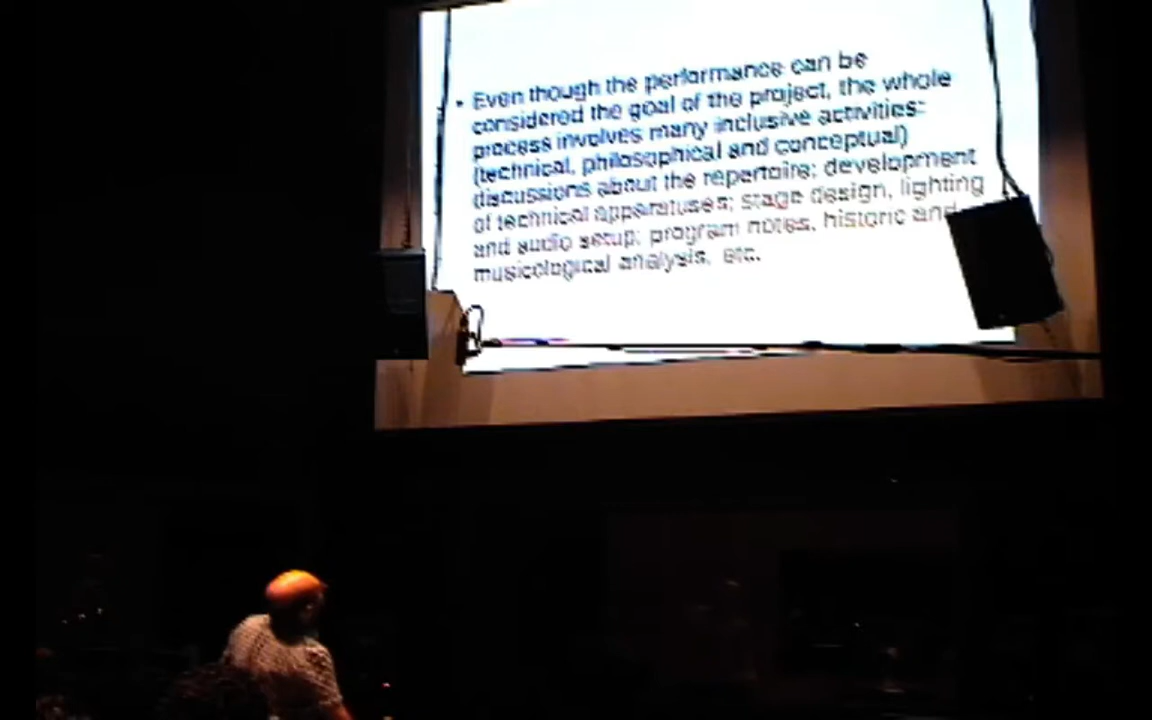 • Even though the performance can be
considered the goal of the project, the whole
process involves many inclusive activities:
(technical, philosophical and conceptual)
discussions about the repertoire; development
of technical apparatuses; stage design, lighting
and audio setup; program notes, historic and
musicological analysis, etc.